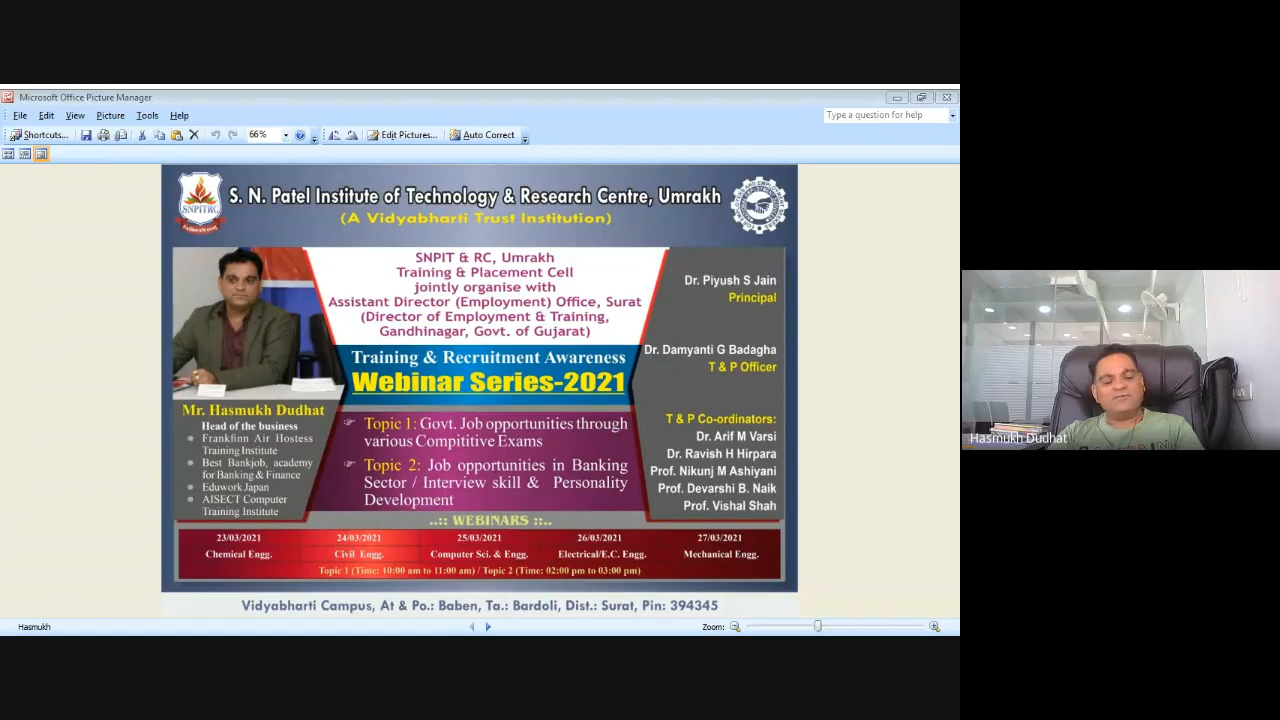 Microsoft Office Picture Manager
File Edit View Picture Tools Help
Type a question for help
Shortcuts... 66% Edit Pictures... Auto Correct
S. N. Patel Institute of Technology & Research Centre, Umrakh
(A Vidyabharti Trust Institution)
SNPITRC
SNPIT & RC, Umrakh
Training & Placement Cell
jointly organise with
Assistant Director (Employment) Office, Surat
(Director of Employment & Training,
Gandhinagar, Govt. of Gujarat)
Training & Recruitment Awareness
Webinar Series-2021
Topic 1: Govt. Job opportunities through
various Compititive Exams
Topic 2: Job opportunities in Banking
Sector / Interview skill & Personality
Development
Mr. Hasmukh Dudhat
Head of the business
Frankfinn Air Hostess
Training Institute
Best Bankjob, academy
for Banking & Finance
Eduwork Japan
AISECT Computer
Training Institute
Dr. Piyush S Jain
Principal
Dr. Damyanti G Badagha
T & P Officer
T & P Co-ordinators:
Dr. Arif M Varsi
Dr. Ravish H Hirpara
Prof. Nikunj M Ashiyani
Prof. Devarshi B. Naik
Prof. Vishal Shah
..:: WEBINARS ::..
23/03/2021 24/03/2021 25/03/2021 26/03/2021 27/03/2021
Chemical Engg. Civil Engg. Computer Sci. & Engg. Electrical/E.C. Engg. Mechanical Engg.
Topic 1 (Time: 10:00 am to 11:00 am) / Topic 2 (Time: 02:00 pm to 03:00 pm)
Vidyabharti Campus, At & Po.: Baben, Ta.: Bardoli, Dist.: Surat, Pin: 394345
Hasmukh
Zoom:
Hasmukh Dudhat